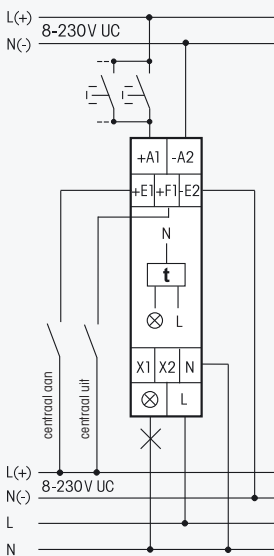 L(+)
8-230V UC
N(-)
+A1 -A2
+E1 +F1 -E2
N
t
L
X1 X2 N
L
centraal aan
centraal uit
L(+)
8-230V UC
N(-)
L
N